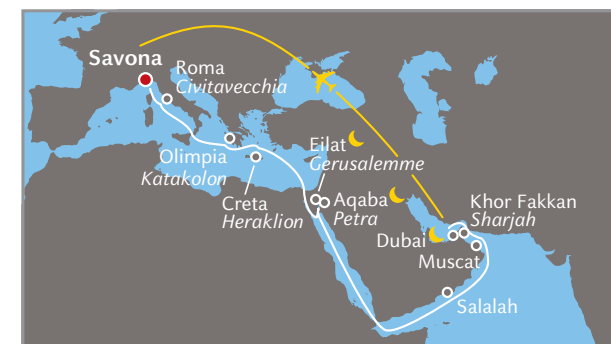 Savona
Roma
Civitavecchia
Olimpia
Katakolon
Creta
Heraklion
Eilat
Gerusalemme
Aqaba
Petra
Khor Fakkan
Sharjah
Dubai
Muscat
Salalah